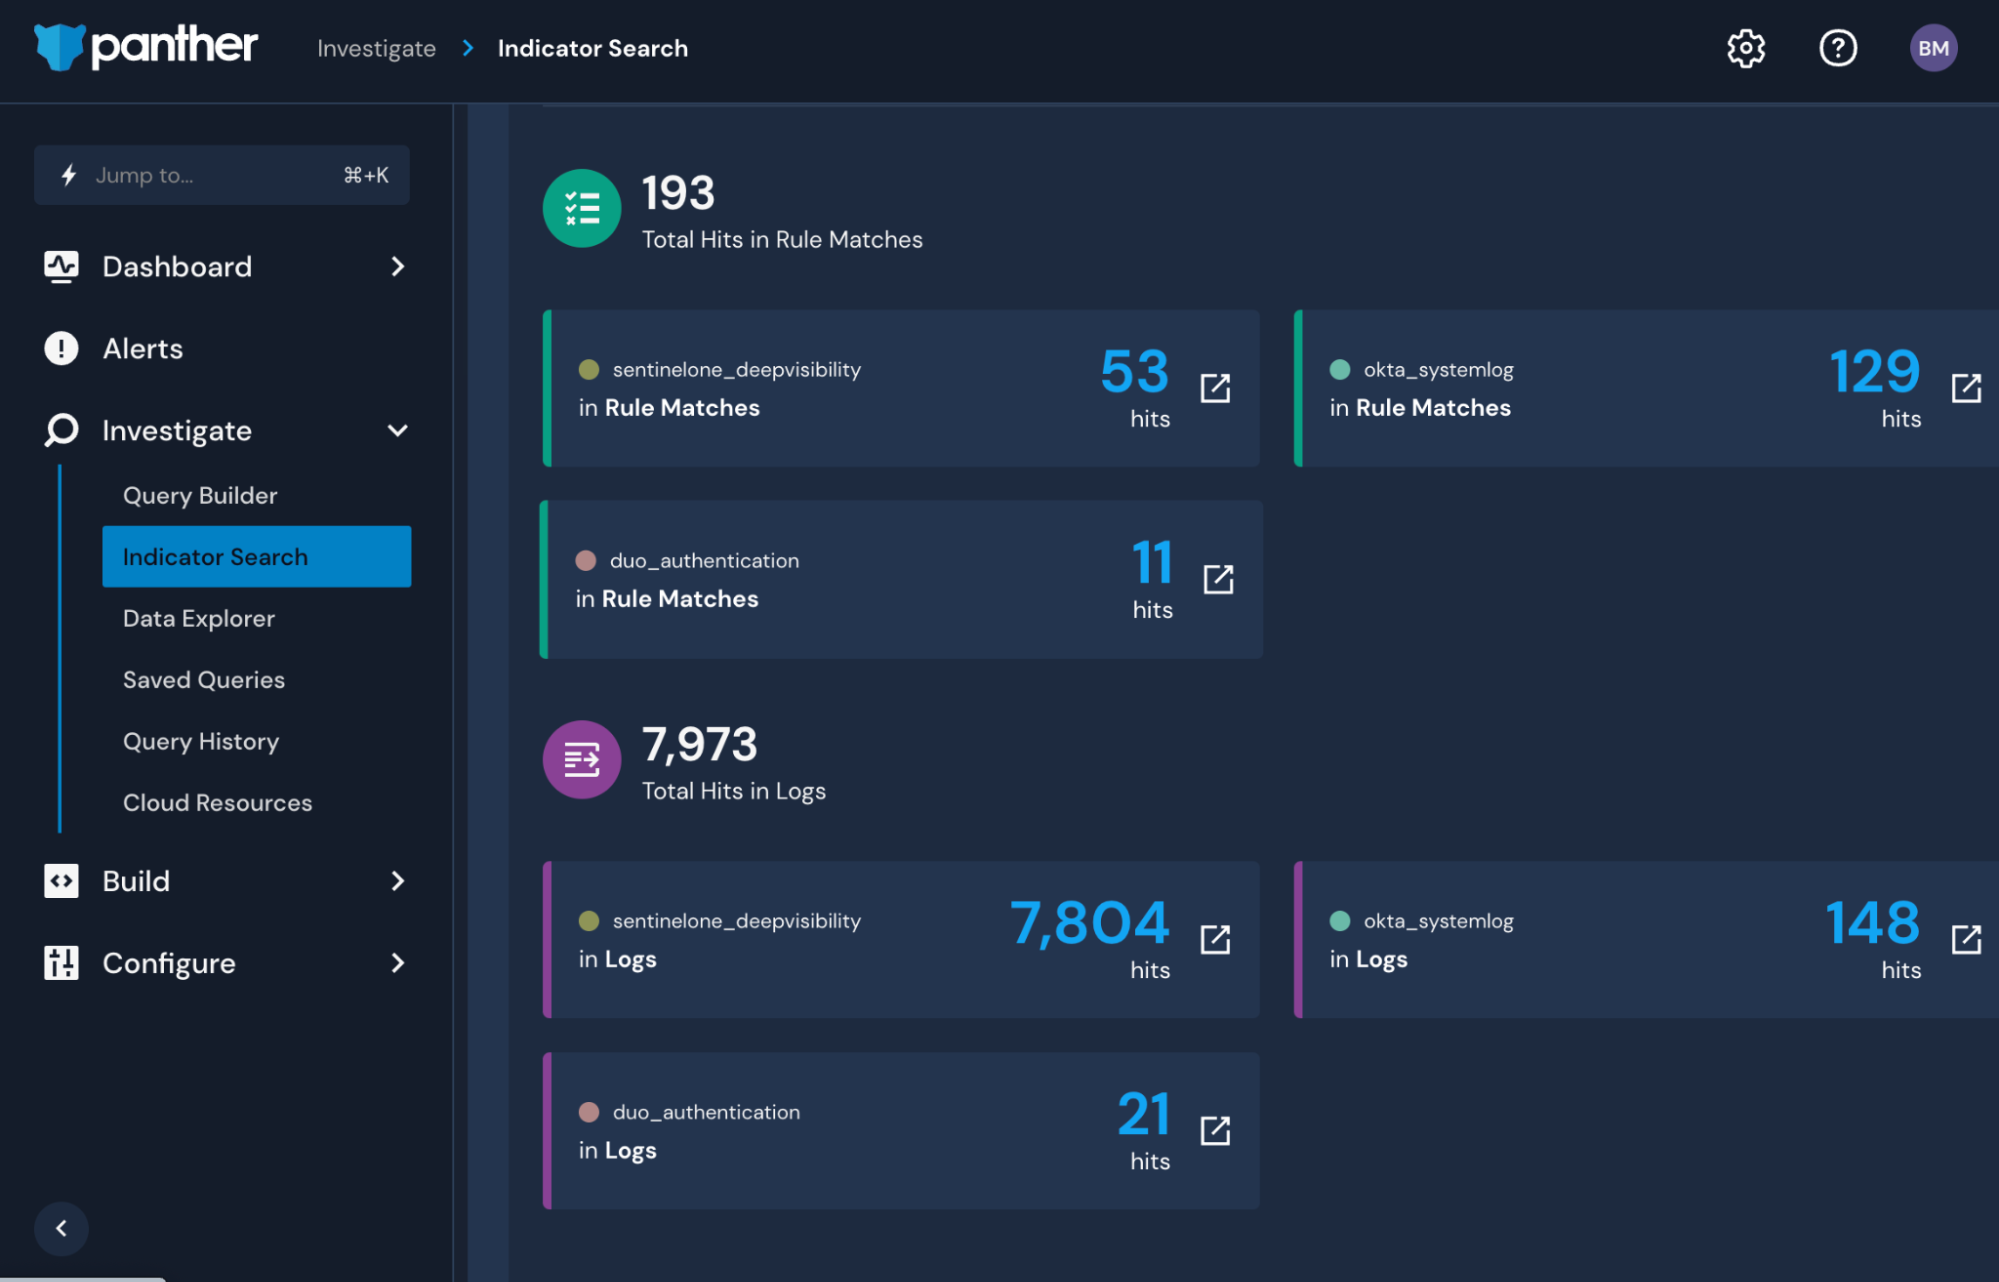 panther
Investigate > Indicator Search
BM
Jump to...
⌘+K
Dashboard
Alerts
Investigate
Query Builder
Indicator Search
Data Explorer
Saved Queries
Query History
Cloud Resources
Build
Configure
193
Total Hits in Rule Matches
sentinelone_deepvisibility
in Rule Matches
53
hits
okta_systemlog
in Rule Matches
129
hits
duo_authentication
in Rule Matches
11
hits
7,973
Total Hits in Logs
sentinelone_deepvisibility
in Logs
7,804
hits
okta_systemlog
in Logs
148
hits
duo_authentication
in Logs
21
hits